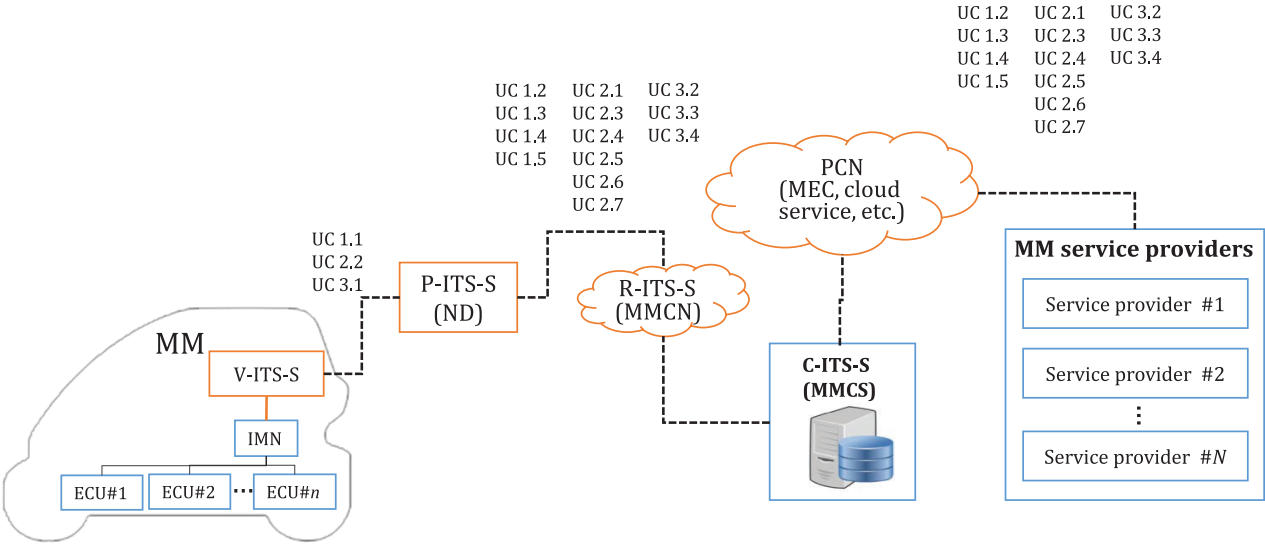 UC 1.2 UC 2.1 UC 3.2
UC 1.3 UC 2.3 UC 3.3
UC 1.4 UC 2.4 UC 3.4
UC 1.5 UC 2.5
UC 2.6
UC 2.7
UC 1.2 UC 2.1 UC 3.2
UC 1.3 UC 2.3 UC 3.3
UC 1.4 UC 2.4 UC 3.4
UC 1.5 UC 2.5
UC 2.6
UC 2.7
PCN
(MEC, cloud
service, etc.)
UC 1.1
UC 2.2
UC 3.1
P-ITS-S
(ND)
R-ITS-S
(MMCN)
MM service providers
Service provider #1
Service provider #2
⋮
Service provider #N
C-ITS-S
(MMCS)
MM
V-ITS-S
IMN
ECU#1 ECU#2 ··· ECU#n